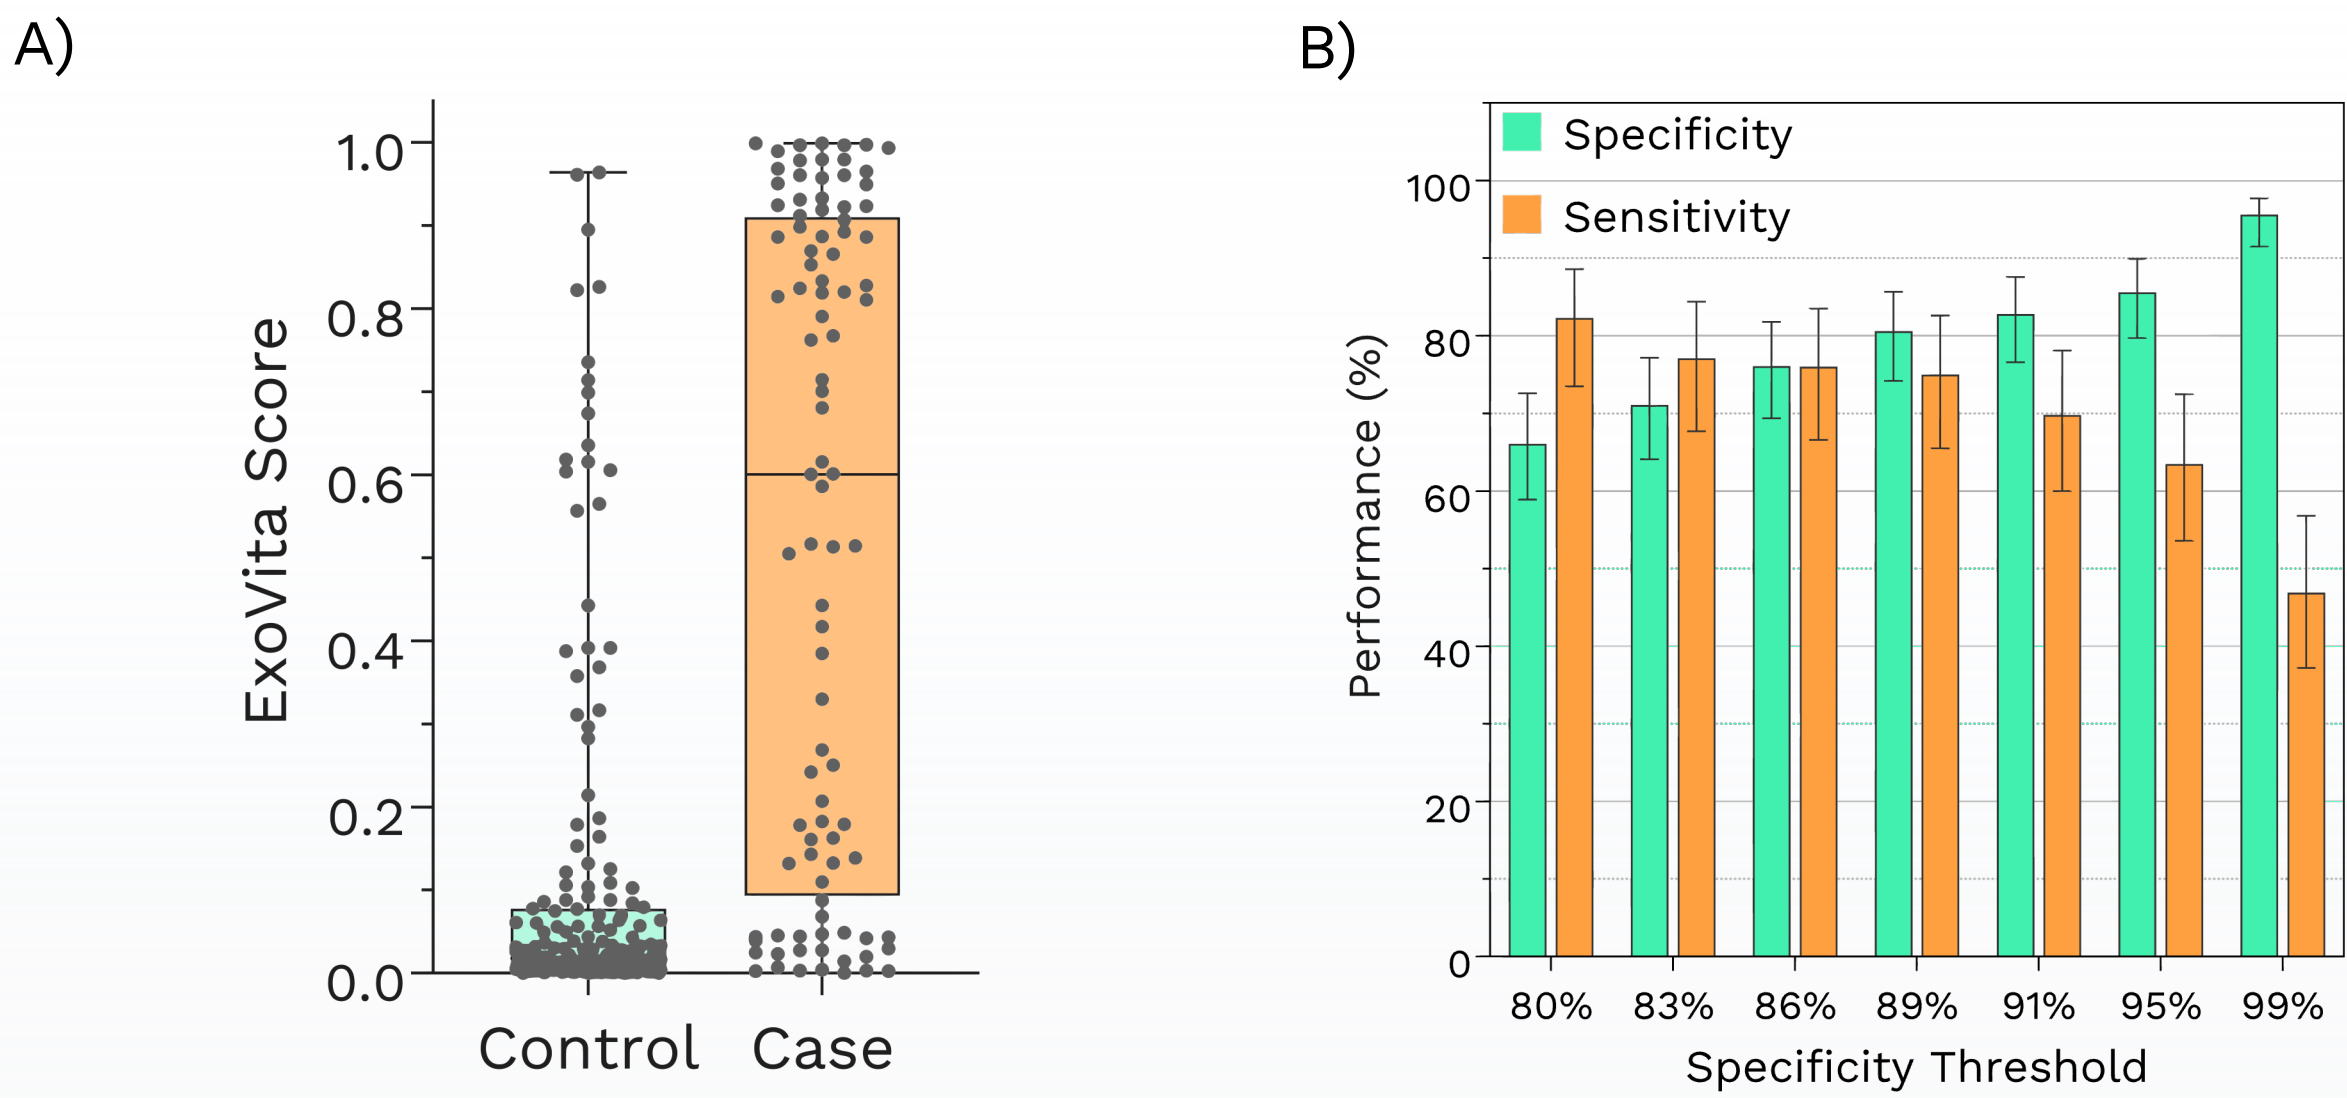 A)
ExoVita Score
1.0
0.8
0.6
0.4
0.2
0.0
Control
Case
B)
Specificity
Sensitivity
Performance (%)
100
80
60
40
20
0
80%
83%
86%
89%
91%
95%
99%
Specificity Threshold